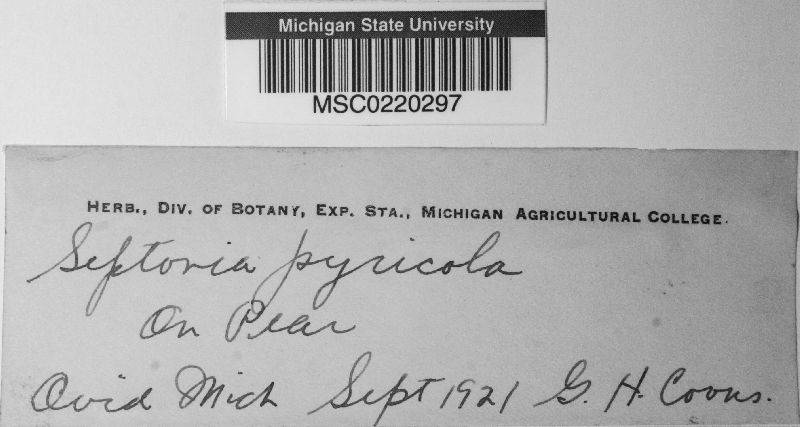 Michigan State University
MSC0220297
HERB., DIV. OF BOTANY, EXP. STA., MICHIGAN AGRICULTURAL COLLEGE.
Septoria pyricola
On Pear
Ovid Mich Sept 1921 G. H. Coons.